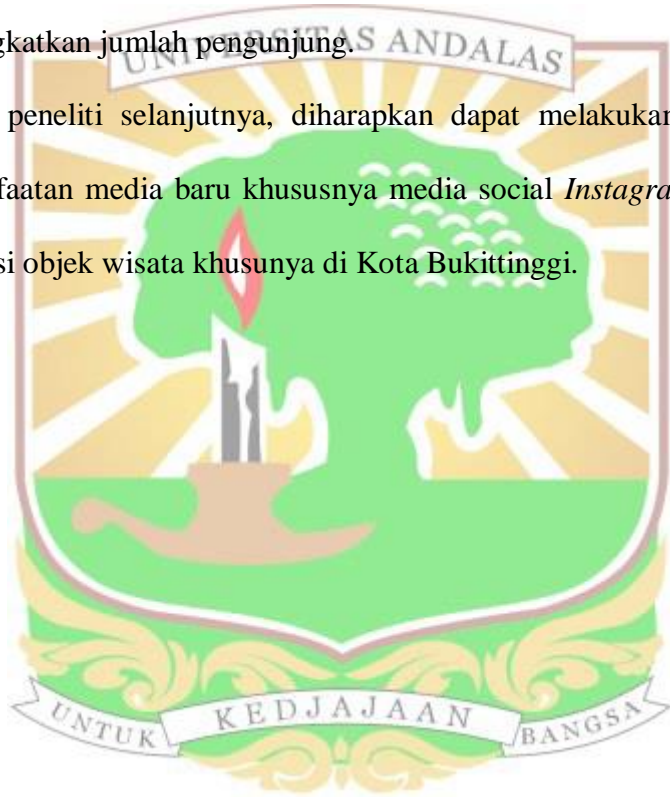 gkatkan jumlah pengunjung.
UNIVERSITAS ANDALAS
peneliti selanjutnya, diharapkan dapat melakukan
faatan media baru khususnya media social Instagra
si objek wisata khusunya di Kota Bukittinggi.
UNTUK KEDJAJAAN BANGSA